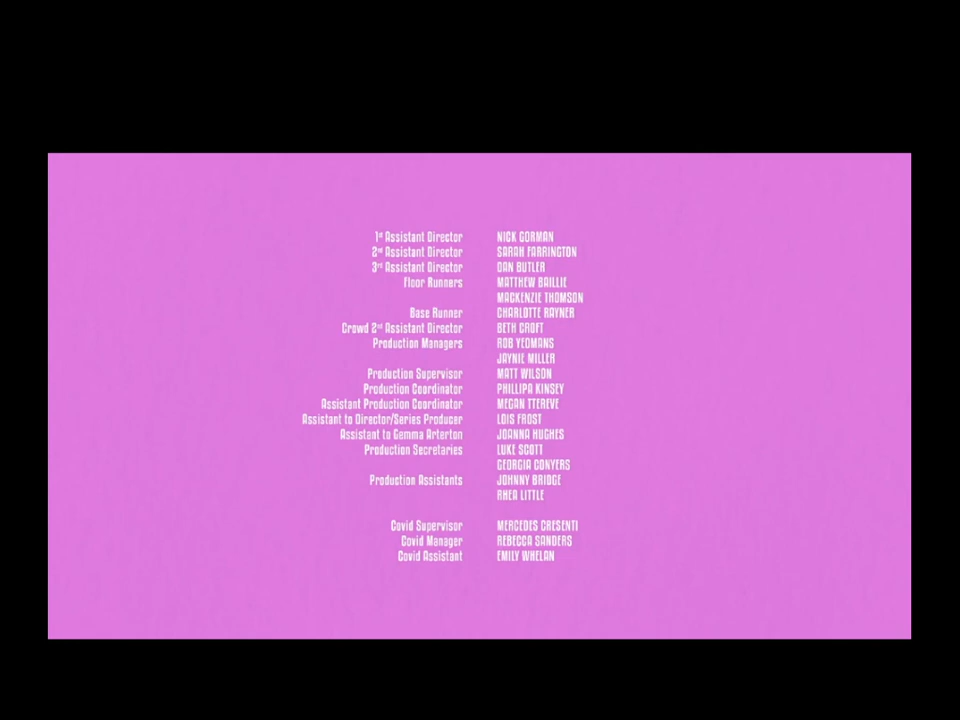 1st Assistant Director NICK GORMAN
2nd Assistant Director SARAH FARRINGTON
3rd Assistant Director DAN BUTLER
Floor Runners MATTHEW BAILLIE
MACKENZIE THOMSON
Base Runner CHARLOTTE RAYNER
Crowd 2nd Assistant Director BETH CROFT
Production Managers ROB YEOMANS
JAYNIE MILLER
Production Supervisor MATT WILSON
Production Coordinator PHILLIPA KINSEY
Assistant Production Coordinator MEGAN TTEREVE
Assistant to Director/Series Producer LOIS FROST
Assistant to Gemma Arterton JOANNA HUGHES
Production Secretaries LUKE SCOTT
GEORGIA CONYERS
Production Assistants JOHNNY BRIDGE
RHEA LITTLE
Covid Supervisor MERCEDES CRESENTI
Covid Manager REBECCA SANDERS
Covid Assistant EMILY WHELAN